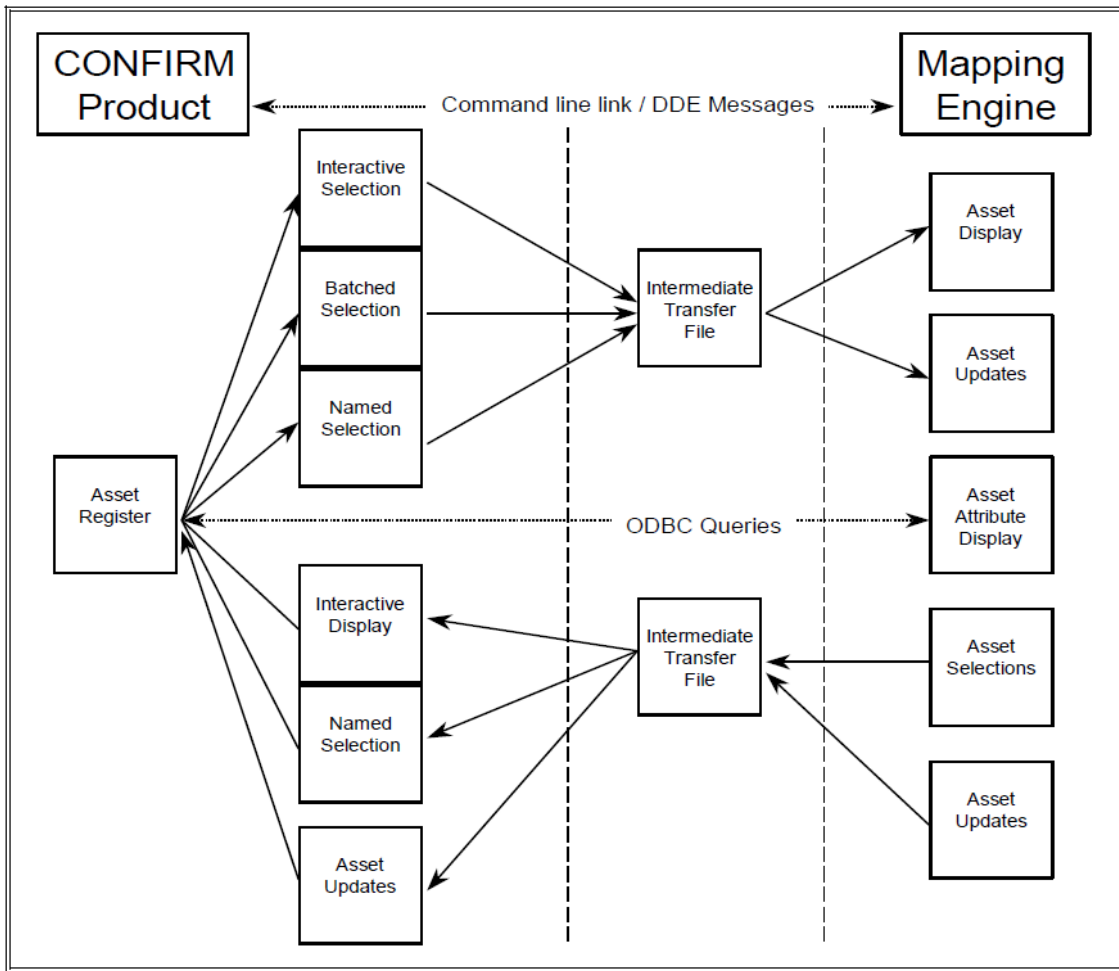 CONFIRM
Product
Mapping
Engine
Command line link / DDE Messages
Interactive
Selection
Batched
Selection
Named
Selection
Intermediate
Transfer
File
Asset
Display
Asset
Updates
Asset
Register
ODBC Queries
Asset
Attribute
Display
Interactive
Display
Named
Selection
Asset
Updates
Intermediate
Transfer
File
Asset
Selections
Asset
Updates